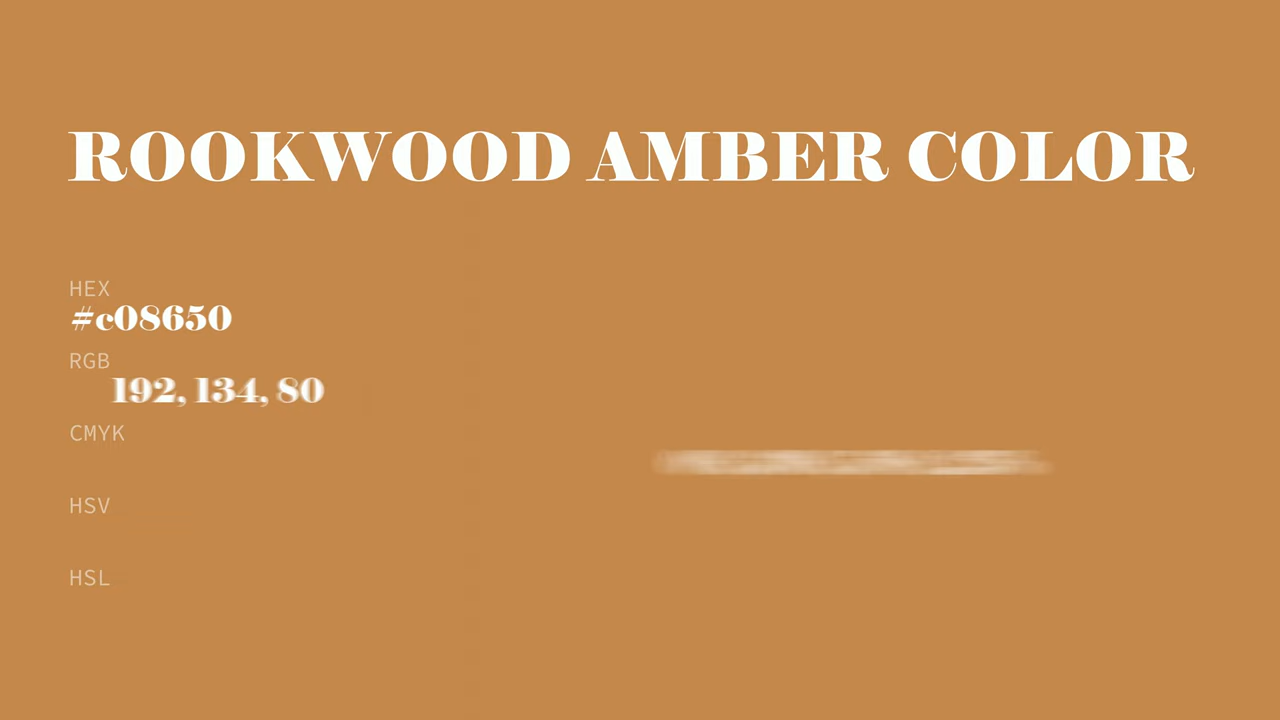 ROOKWOOD AMBER COLOR
HEX
#c08650
RGB
192, 134, 80
CMYK
HSV
HSL